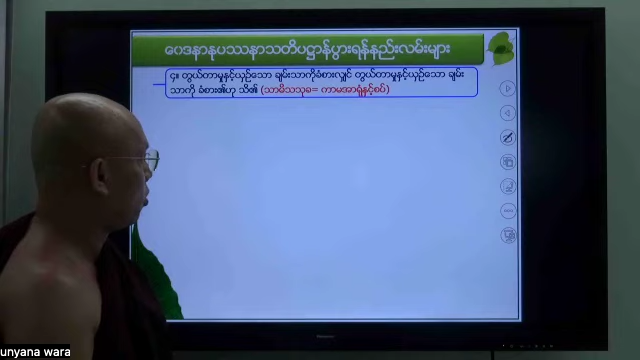 ဝေဒနာနုပဿနာသတိပဋ္ဌာန်ပွားရန်နည်းလမ်းများ
၄။ တွယ်တာမှုနှင့်ယှဉ်သော ချမ်းသာကိုခံစားလျှင် တွယ်တာမှုနှင့်ယှဉ်သော ချမ်း
သာကို ခံစား၏ဟု သိ၏ (သာမိသသုခ= ကာမအာရုံနှင့်စပ်)
unyana wara